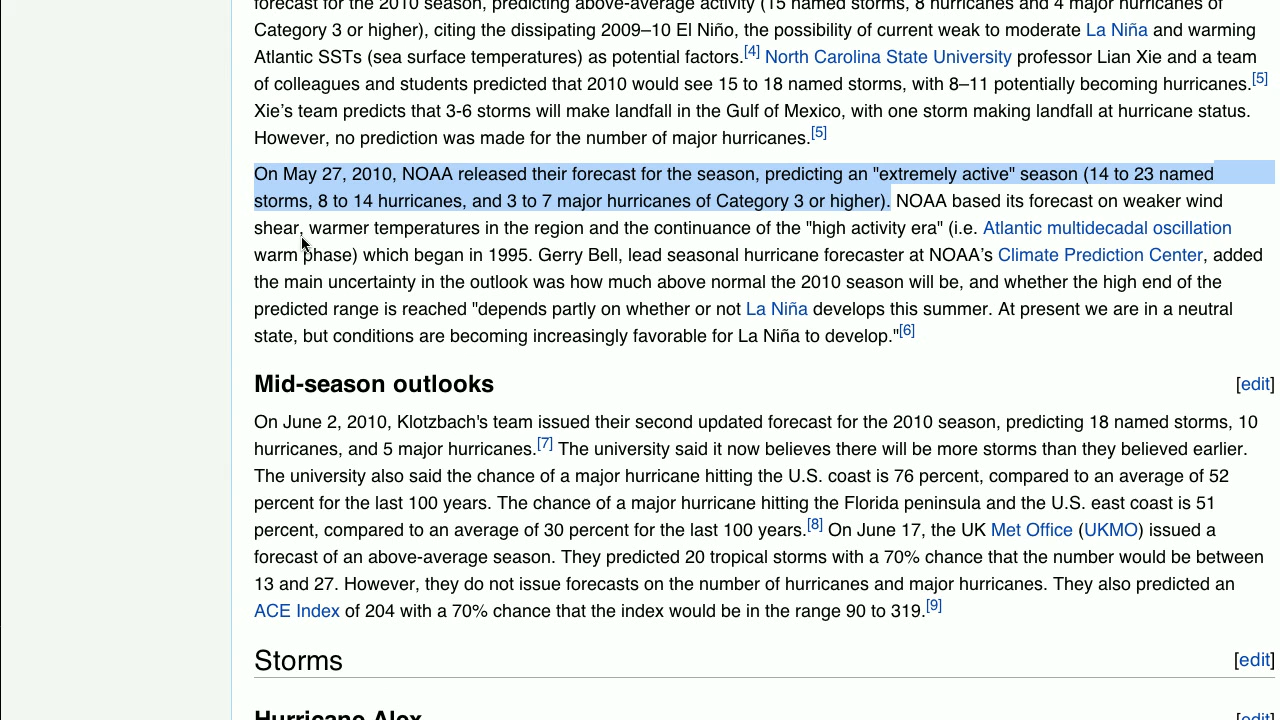 forecast for the 2010 season, predicting above-average activity (15 named storms, 8 hurricanes and 4 major hurricanes of
Category 3 or higher), citing the dissipating 2009–10 El Niño, the possibility of current weak to moderate La Niña and warming
Atlantic SSTs (sea surface temperatures) as potential factors.[4] North Carolina State University professor Lian Xie and a team
of colleagues and students predicted that 2010 would see 15 to 18 named storms, with 8–11 potentially becoming hurricanes.[5]
Xie’s team predicts that 3-6 storms will make landfall in the Gulf of Mexico, with one storm making landfall at hurricane status.
However, no prediction was made for the number of major hurricanes.[5]
On May 27, 2010, NOAA released their forecast for the season, predicting an "extremely active" season (14 to 23 named
storms, 8 to 14 hurricanes, and 3 to 7 major hurricanes of Category 3 or higher). NOAA based its forecast on weaker wind
shear, warmer temperatures in the region and the continuance of the "high activity era" (i.e. Atlantic multidecadal oscillation
warm phase) which began in 1995. Gerry Bell, lead seasonal hurricane forecaster at NOAA’s Climate Prediction Center, added
the main uncertainty in the outlook was how much above normal the 2010 season will be, and whether the high end of the
predicted range is reached "depends partly on whether or not La Niña develops this summer. At present we are in a neutral
state, but conditions are becoming increasingly favorable for La Niña to develop."[6]
Mid-season outlooks [edit]
On June 2, 2010, Klotzbach's team issued their second updated forecast for the 2010 season, predicting 18 named storms, 10
hurricanes, and 5 major hurricanes.[7] The university said it now believes there will be more storms than they believed earlier.
The university also said the chance of a major hurricane hitting the U.S. coast is 76 percent, compared to an average of 52
percent for the last 100 years. The chance of a major hurricane hitting the Florida peninsula and the U.S. east coast is 51
percent, compared to an average of 30 percent for the last 100 years.[8] On June 17, the UK Met Office (UKMO) issued a
forecast of an above-average season. They predicted 20 tropical storms with a 70% chance that the number would be between
13 and 27. However, they do not issue forecasts on the number of hurricanes and major hurricanes. They also predicted an
ACE Index of 204 with a 70% chance that the index would be in the range 90 to 319.[9]
Storms [edit]
Hurricane Alex [edit]